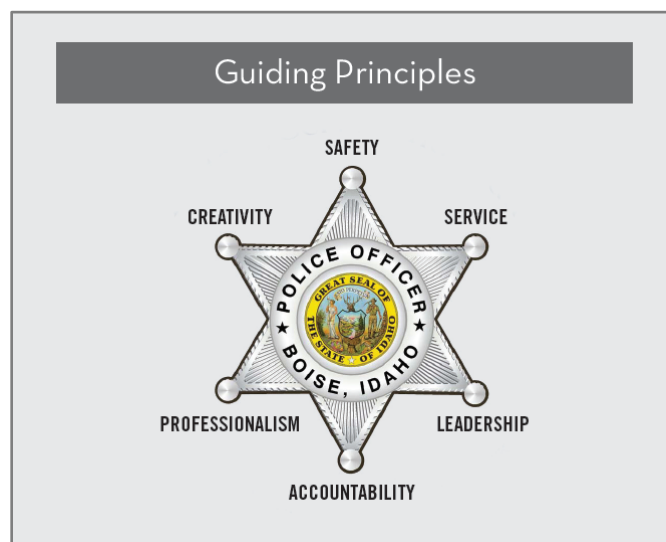 Guiding Principles
SAFETY
CREATIVITY
SERVICE
POLICE OFFICER
GREAT SEAL OF
THE STATE OF IDAHO
BOISE, IDAHO
PROFESSIONALISM
LEADERSHIP
ACCOUNTABILITY